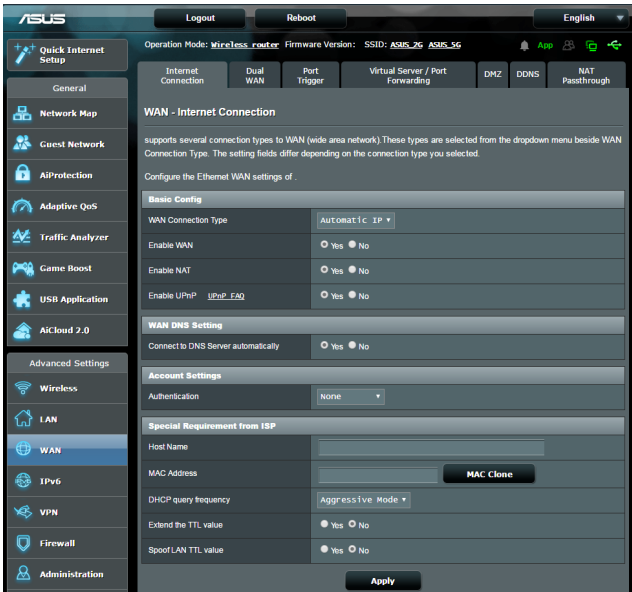 ASUS
Logout
Reboot
English
Quick Internet
Setup
Operation Mode: Wireless router Firmware Version: SSID: ASUS_2G ASUS_5G
App
Internet
Connection
Dual
WAN
Port
Trigger
Virtual Server / Port
Forwarding
DMZ
DDNS
NAT
Passthrough
General
Network Map
Guest Network
AiProtection
Adaptive QoS
Traffic Analyzer
Game Boost
USB Application
AiCloud 2.0
Advanced Settings
Wireless
LAN
WAN
IPv6
VPN
Firewall
Administration
WAN - Internet Connection
supports several connection types to WAN (wide area network).These types are selected from the dropdown menu beside WAN
Connection Type. The setting fields differ depending on the connection type you selected.
Configure the Ethernet WAN settings of .
Basic Config
WAN Connection Type Automatic IP
Enable WAN Yes No
Enable NAT Yes No
Enable UPnP UPnP FAQ Yes No
WAN DNS Setting
Connect to DNS Server automatically Yes No
Account Settings
Authentication None
Special Requirement from ISP
Host Name
MAC Address MAC Clone
DHCP query frequency Aggressive Mode
Extend the TTL value Yes No
Spoof LAN TTL value Yes No
Apply